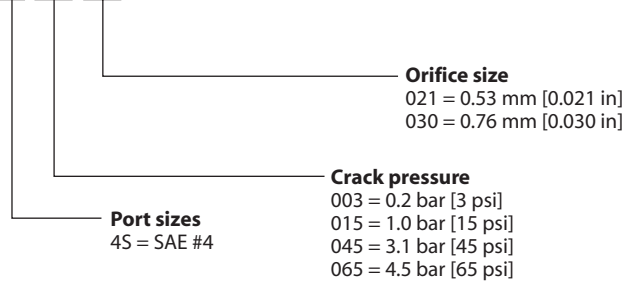 Orifice size
021 = 0.53 mm [0.021 in]
030 = 0.76 mm [0.030 in]
Crack pressure
003 = 0.2 bar [3 psi]
015 = 1.0 bar [15 psi]
045 = 3.1 bar [45 psi]
065 = 4.5 bar [65 psi]
Port sizes
4S = SAE #4